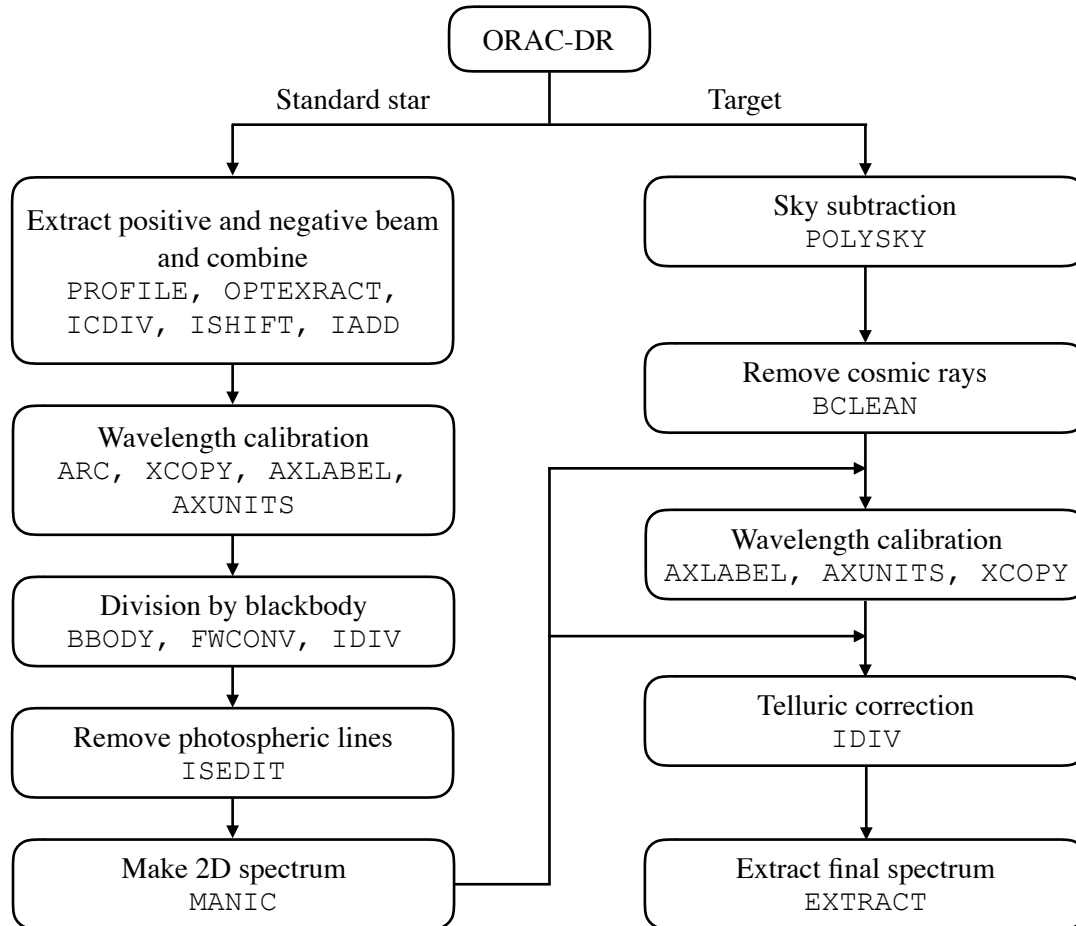 ORAC-DR
Standard star
Target
Extract positive and negative beam
and combine
PROFILE, OPTEXRACT,
ICDIV, ISHIFT, IADD
Wavelength calibration
ARC, XCOPY, AXLABEL,
AXUNITS
Division by blackbody
BBODY, FWCONV, IDIV
Remove photospheric lines
ISEDIT
Make 2D spectrum
MANIC
Sky subtraction
POLYSKY
Remove cosmic rays
BCLEAN
Wavelength calibration
AXLABEL, AXUNITS, XCOPY
Telluric correction
IDIV
Extract final spectrum
EXTRACT